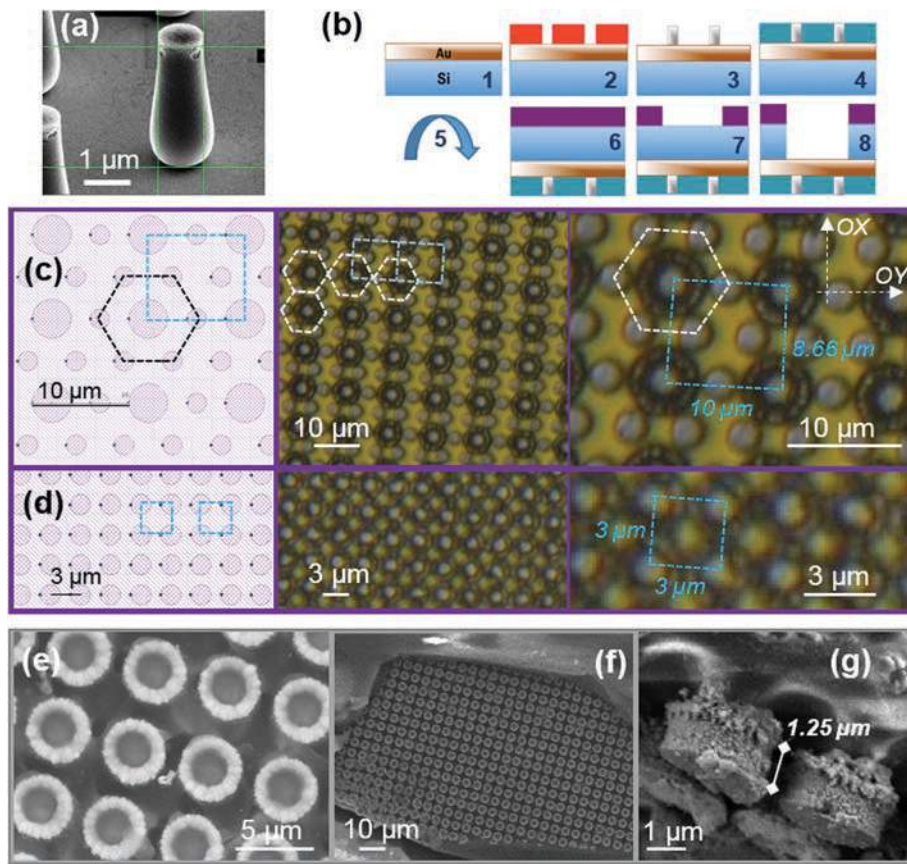 (a)
1 µm
(b)
Au
Si
1
2
3
4
5
6
7
8
(c)
10 µm
10 µm
OX
OY
8.66 µm
10 µm
10 µm
(d)
3 µm
3 µm
3 µm
3 µm
3 µm
(e)
5 µm
(f)
10 µm
(g)
1.25 µm
1 µm